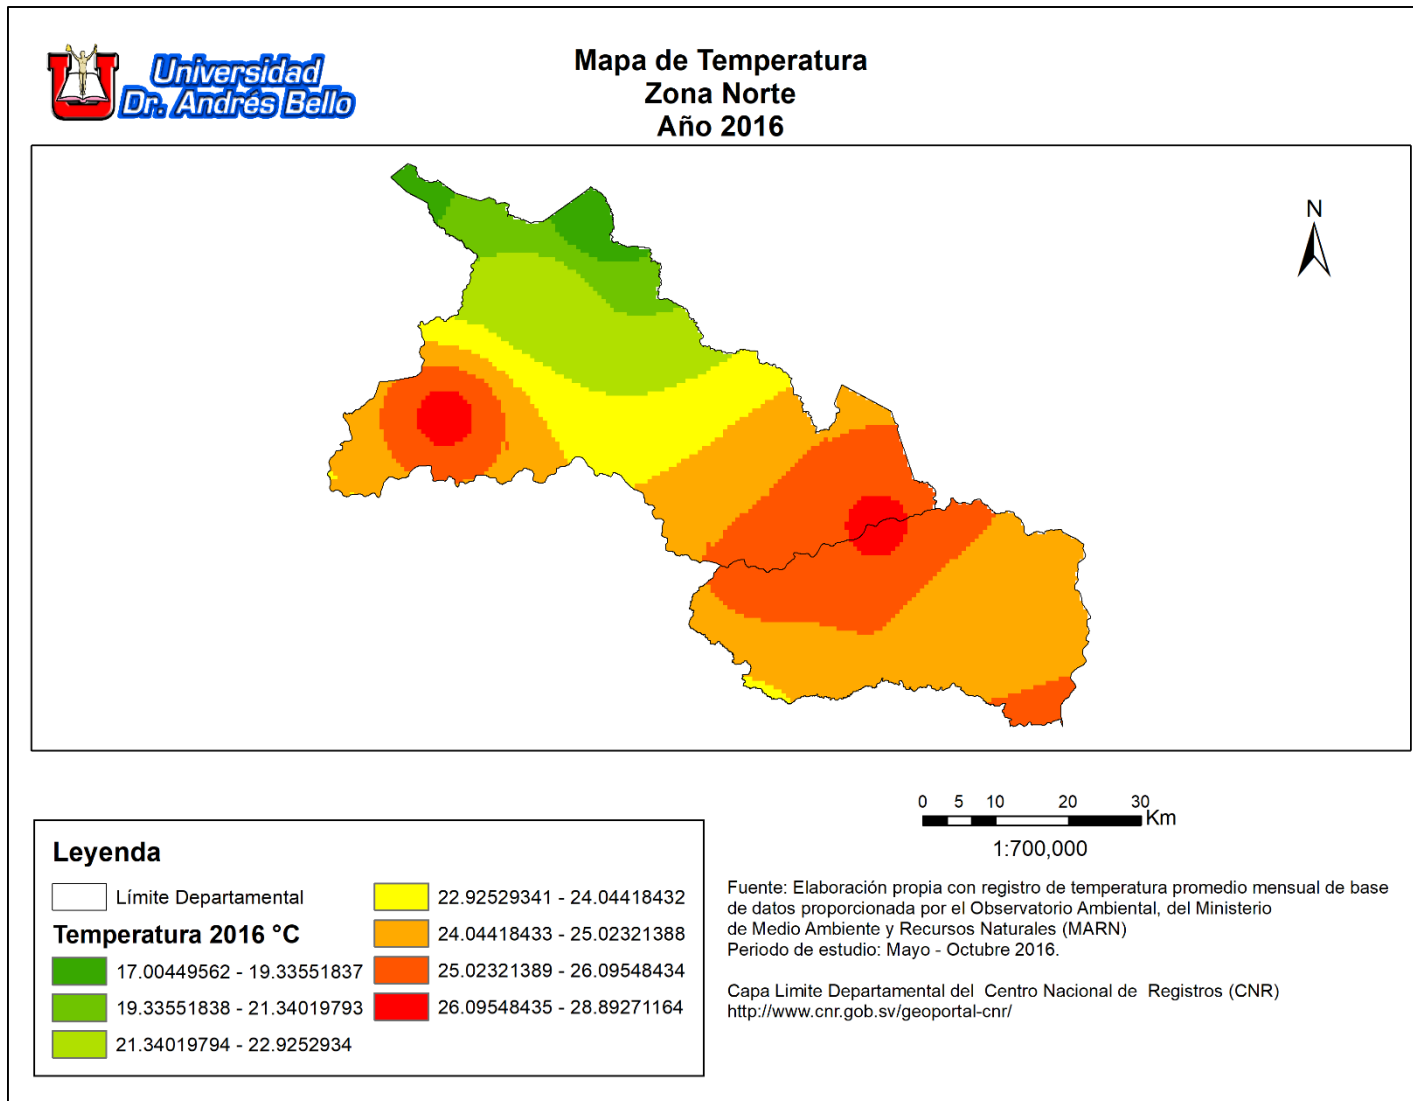 Universidad
Dr. Andrés Bello
Mapa de Temperatura
Zona Norte
Año 2016
N
0 5 10 20 30
Km
1:700,000
Leyenda
Límite Departamental
Temperatura 2016 °C
17.00449562 - 19.33551837
19.33551838 - 21.34019793
21.34019794 - 22.9252934
22.92529341 - 24.04418432
24.04418433 - 25.02321388
25.02321389 - 26.09548434
26.09548435 - 28.89271164
Fuente: Elaboración propia con registro de temperatura promedio mensual de base
de datos proporcionada por el Observatorio Ambiental, del Ministerio
de Medio Ambiente y Recursos Naturales (MARN)
Periodo de estudio: Mayo - Octubre 2016.
Capa Limite Departamental del Centro Nacional de Registros (CNR)
http://www.cnr.gob.sv/geoportal-cnr/